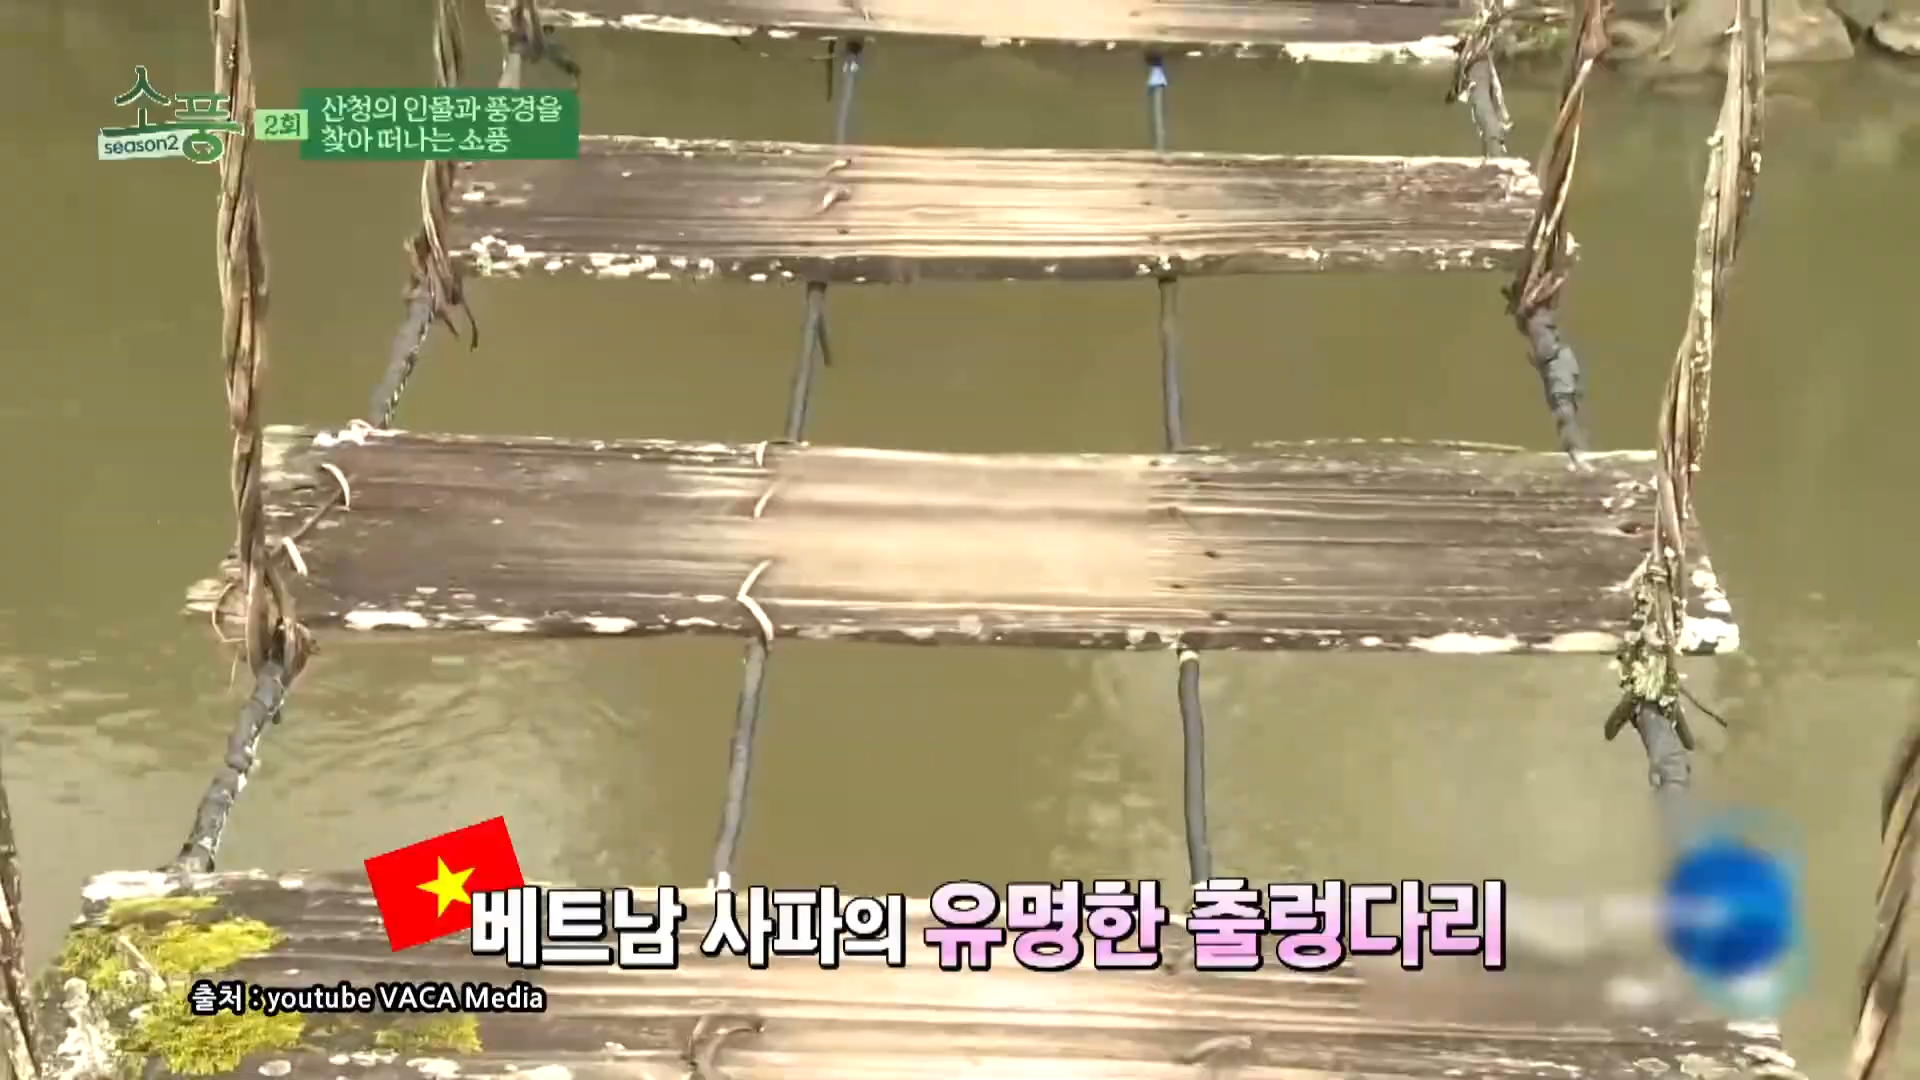 소풍
season2
2회
산청의 인물과 풍경을
찾아 떠나는 소풍
베트남 사파의 유명한 출렁다리
출처 : youtube VACA Media